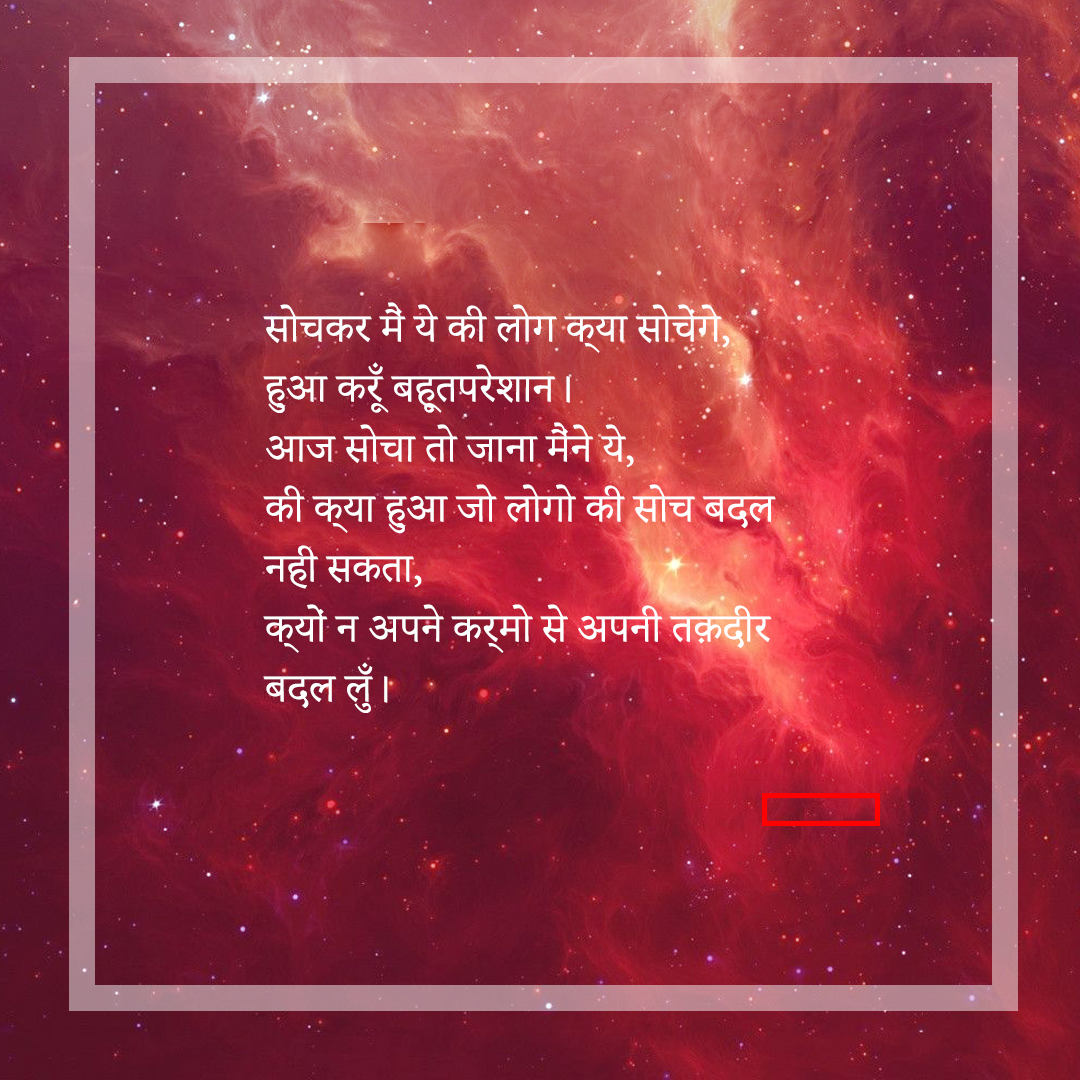 सोचकर मैं ये की लोग क्या सोचेंगे,
हुआ करूँ बहूतपरेशान।
आज सोचा तो जाना मैंने ये,
की क्या हुआ जो लोगो की सोच बदल
नही सकता,
क्यों न अपने कर्मो से अपनी तक़दीर
बदल लुँ।